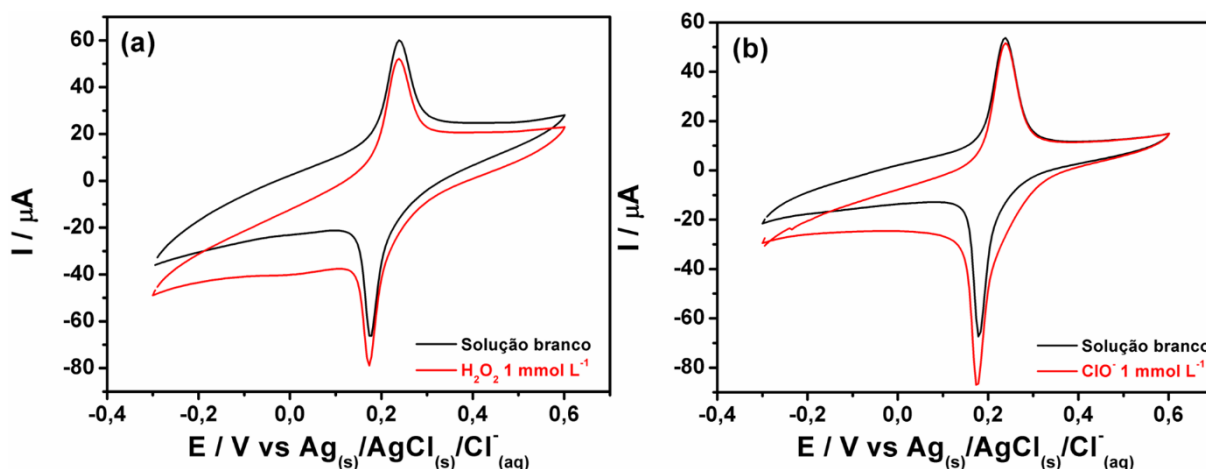 (a)
I / µA
60
40
20
0
-20
-40
-60
-80
-0,4 -0,2 0,0 0,2 0,4 0,6
E / V vs Ag(s)/AgCl(s)/Cl-(aq)
Solução branco
H2O2 1 mmol L-1
(b)
I / µA
60
40
20
0
-20
-40
-60
-80
-0,4 -0,2 0,0 0,2 0,4 0,6
E / V vs Ag(s)/AgCl(s)/Cl-(aq)
Solução branco
ClO- 1 mmol L-1